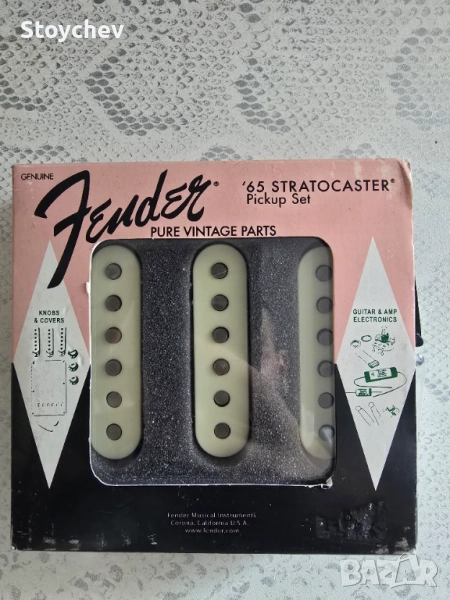 Stoychev
GENUINE
Fender®
'65 STRATOCASTER®
Pickup Set
PURE VINTAGE PARTS
KNOBS
& COVERS
GUITAR & AMP
ELECTRONICS
Fender Musical Instruments
Corona, California U.S.A.
www.fender.com
BAZAR